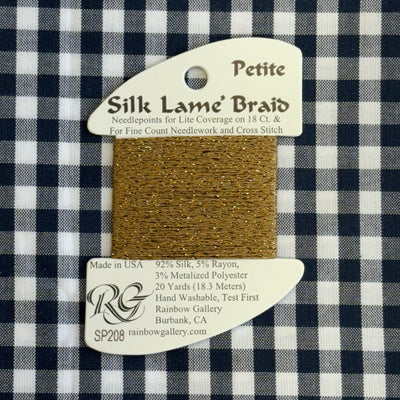 Petite
Silk Lame' Braid
Needlepoints for Lite Coverage on 18 Ct. &
For Fine Count Needlework and Cross Stitch
Made in USA
92% Silk, 5% Rayon,
3% Metalized Polyester
20 Yards (18.3 Meters)
Hand Washable, Test First
Rainbow Gallery
Burbank, CA
RG
SP208
rainbowgallery.com